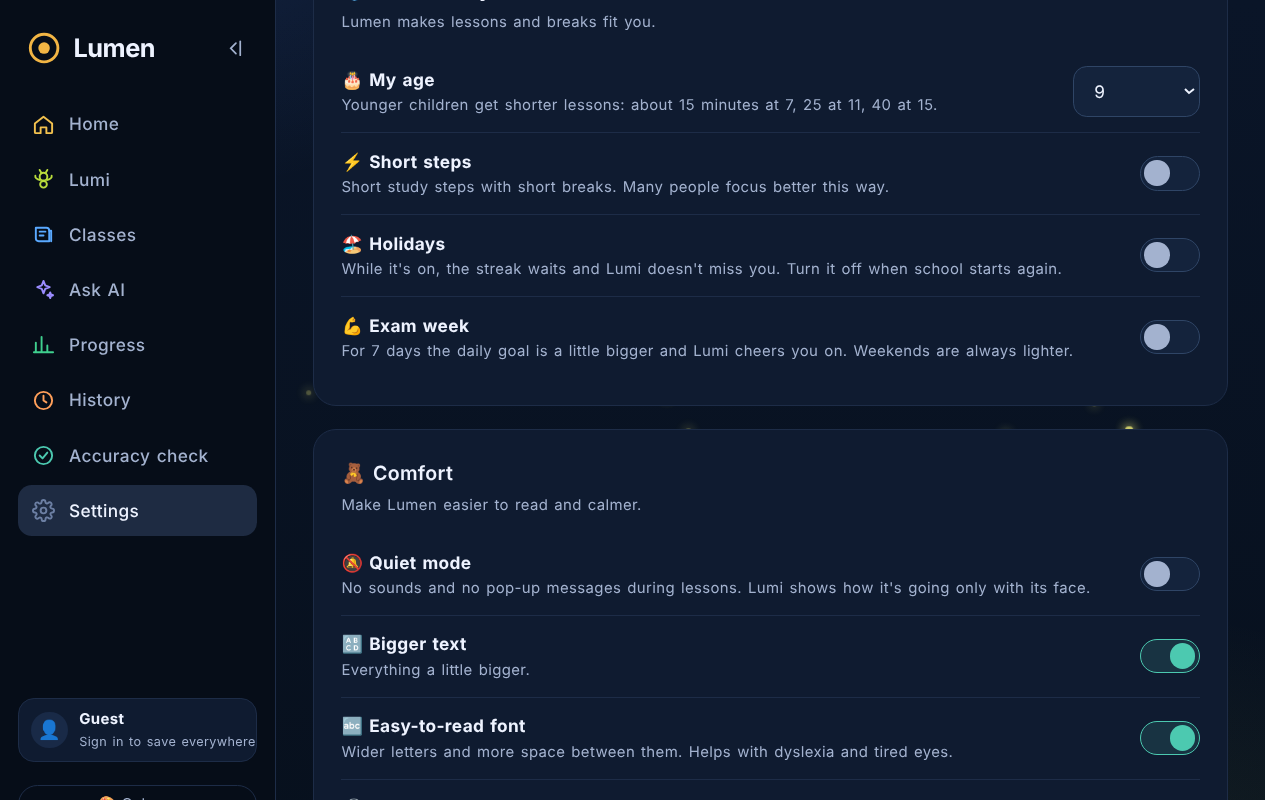 Lumen
Home
Lumi
Classes
Ask AI
Progress
History
Accuracy check
Settings
Guest
Sign in to save everywhere
Lumen makes lessons and breaks fit you.
My age
Younger children get shorter lessons: about 15 minutes at 7, 25 at 11, 40 at 15.
9
Short steps
Short study steps with short breaks. Many people focus better this way.
Holidays
While it's on, the streak waits and Lumi doesn't miss you. Turn it off when school starts again.
Exam week
For 7 days the daily goal is a little bigger and Lumi cheers you on. Weekends are always lighter.
Comfort
Make Lumen easier to read and calmer.
Quiet mode
No sounds and no pop-up messages during lessons. Lumi shows how it's going only with its face.
Bigger text
Everything a little bigger.
Easy-to-read font
Wider letters and more space between them. Helps with dyslexia and tired eyes.